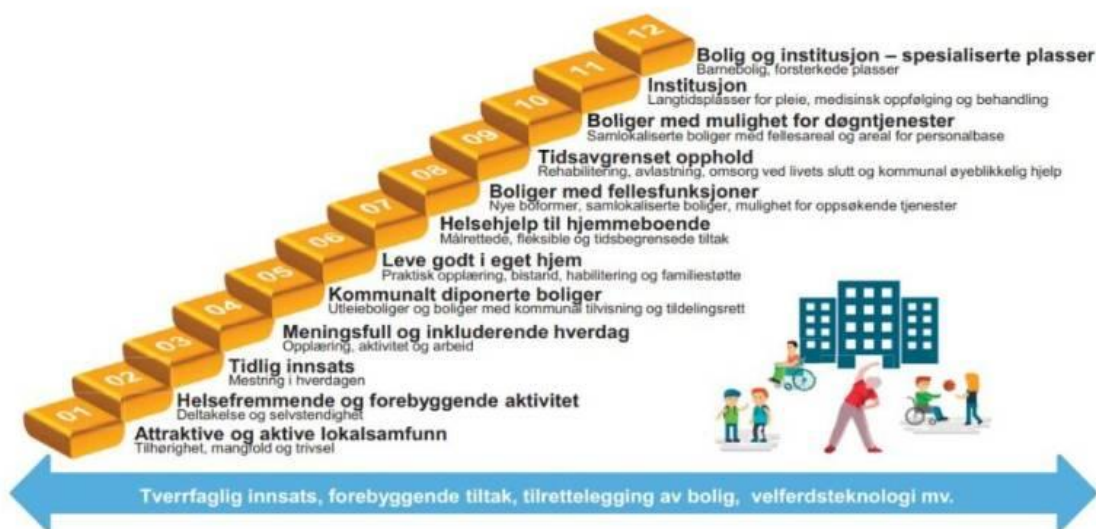 12
Bolig og institusjon – spesialiserte plasser
Barnebolig, forsterkede plasser
11
Institusjon
Langtidsplasser for pleie, medisinsk oppfølging og behandling
10
Boliger med mulighet for døgntjenester
Samlokaliserte boliger med fellesareal og areal for personalbase
09
Tidsavgrenset opphold
Rehabilitering, avlastning, omsorg ved livets slutt og kommunal øyeblikkelig hjelp
08
Boliger med fellesfunksjoner
Nye boformer, samlokaliserte boliger, mulighet for oppsøkende tjenester
07
Helsehjelp til hjemmeboende
Målrettede, fleksible og tidsbegrensede tiltak
06
Leve godt i eget hjem
Praktisk opplæring, bistand, habilitering og familiestøtte
05
Kommunalt diponerte boliger
Utleieboliger og boliger med kommunal tilvisning og tildelingsrett
04
Meningsfull og inkluderende hverdag
Opplæring, aktivitet og arbeid
03
Tidlig innsats
Mestring i hverdagen
02
Helsefremmende og forebyggende aktivitet
Deltakelse og selvstendighet
01
Attraktive og aktive lokalsamfunn
Tilhørighet, mangfold og trivsel
Tverrfaglig innsats, forebyggende tiltak, tilrettelegging av bolig, velferdsteknologi mv.